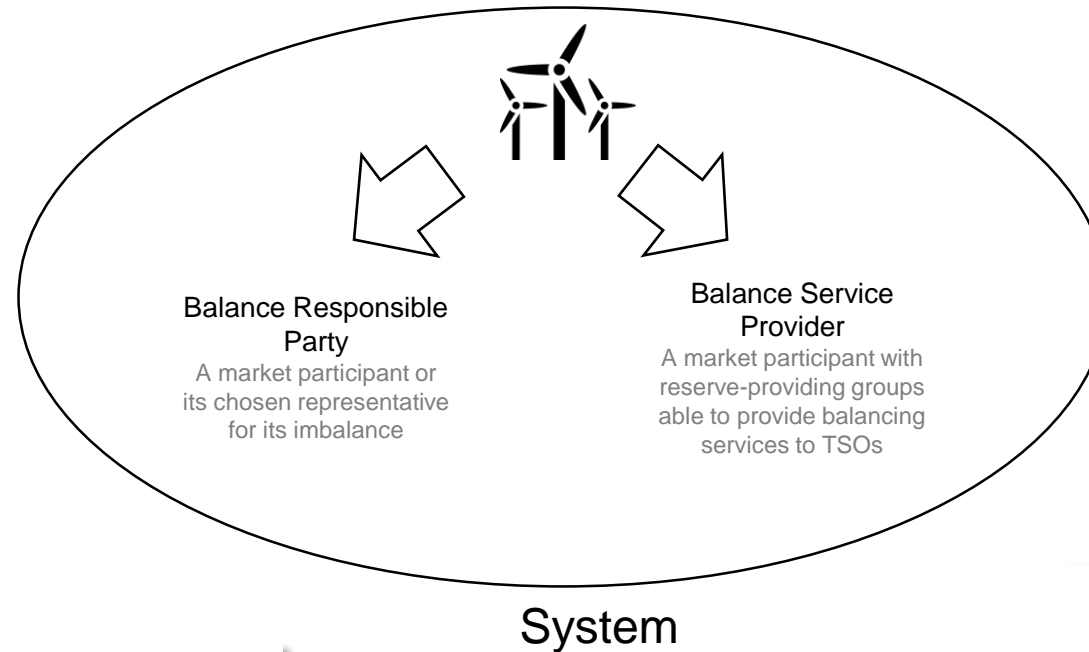 Balance Responsible
Party
A market participant or
its chosen representative
for its imbalance
Balance Service
Provider
A market participant with
reserve-providing groups
able to provide balancing
services to TSOs
System